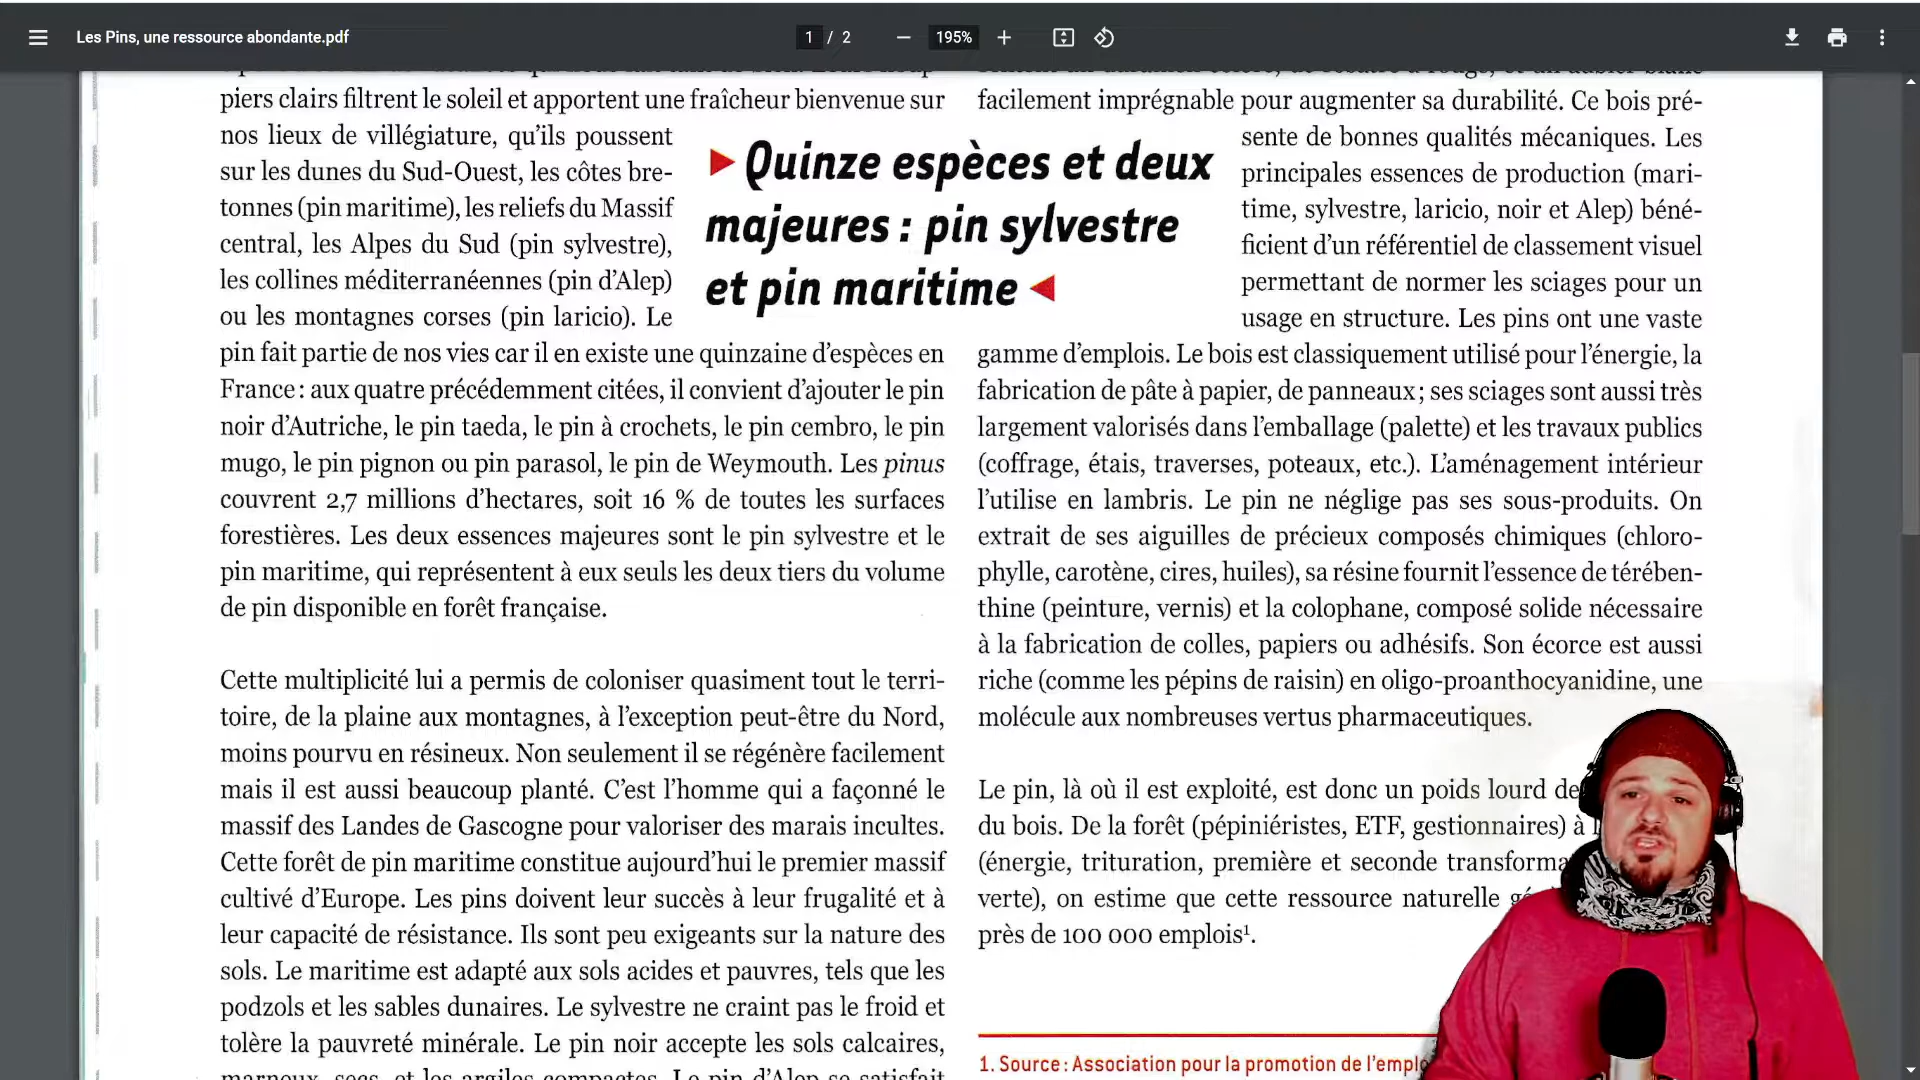 Les Pins, une ressource abondante.pdf
1 / 2
195%
piers clairs filtrent le soleil et apportent une fraîcheur bienvenue sur
nos lieux de villégiature, qu'ils poussent
sur les dunes du Sud-Ouest, les côtes bre-
tonnes (pin maritime), les reliefs du Massif
central, les Alpes du Sud (pin sylvestre),
les collines méditerranéennes (pin d'Alep)
ou les montagnes corses (pin laricio). Le
pin fait partie de nos vies car il en existe une quinzaine d'espèces en
France : aux quatre précédemment citées, il convient d'ajouter le pin
noir d'Autriche, le pin taeda, le pin à crochets, le pin cembro, le pin
mugo, le pin pignon ou pin parasol, le pin de Weymouth. Les pinus
couvrent 2,7 millions d'hectares, soit 16 % de toutes les surfaces
forestières. Les deux essences majeures sont le pin sylvestre et le
pin maritime, qui représentent à eux seuls les deux tiers du volume
de pin disponible en forêt française.
Cette multiplicité lui a permis de coloniser quasiment tout le terri-
toire, de la plaine aux montagnes, à l'exception peut-être du Nord,
moins pourvu en résineux. Non seulement il se régénère facilement
mais il est aussi beaucoup planté. C'est l'homme qui a façonné le
massif des Landes de Gascogne pour valoriser des marais incultes.
Cette forêt de pin maritime constitue aujourd'hui le premier massif
cultivé d'Europe. Les pins doivent leur succès à leur frugalité et à
leur capacité de résistance. Ils sont peu exigeants sur la nature des
sols. Le maritime est adapté aux sols acides et pauvres, tels que les
podzols et les sables dunaires. Le sylvestre ne craint pas le froid et
tolère la pauvreté minérale. Le pin noir accepte les sols calcaires,
marneux, secs, et les argiles compactes. Le pin d'Alep se satisfait
Quinze espèces et deux
majeures : pin sylvestre
et pin maritime
facilement imprégnable pour augmenter sa durabilité. Ce bois pré-
sente de bonnes qualités mécaniques. Les
principales essences de production (mari-
time, sylvestre, laricio, noir et Alep) béné-
ficient d'un référentiel de classement visuel
permettant de normer les sciages pour un
usage en structure. Les pins ont une vaste
gamme d'emplois. Le bois est classiquement utilisé pour l'énergie, la
fabrication de pâte à papier, de panneaux ; ses sciages sont aussi très
largement valorisés dans l'emballage (palette) et les travaux publics
(coffrage, étais, traverses, poteaux, etc.). L'aménagement intérieur
l'utilise en lambris. Le pin ne néglige pas ses sous-produits. On
extrait de ses aiguilles de précieux composés chimiques (chloro-
phylle, carotène, cires, huiles), sa résine fournit l'essence de térében-
thine (peinture, vernis) et la colophane, composé solide nécessaire
à la fabrication de colles, papiers ou adhésifs. Son écorce est aussi
riche (comme les pépins de raisin) en oligo-proanthocyanidine, une
molécule aux nombreuses vertus pharmaceutiques.
Le pin, là où il est exploité, est donc un poids lourd de
du bois. De la forêt (pépiniéristes, ETF, gestionnaires) à
(énergie, trituration, première et seconde transforma
verte), on estime que cette ressource naturelle
près de 100 000 emplois¹.
1. Source : Association pour la promotion de l'emplo